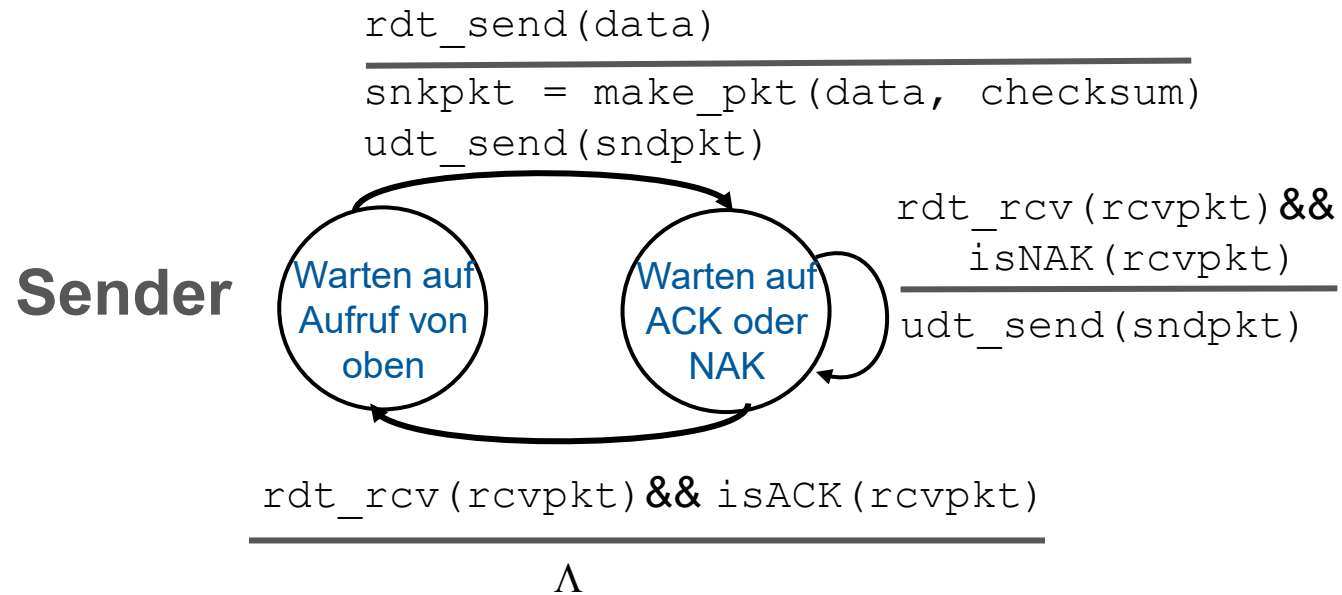 rdt_send(data)
snkpkt = make_pkt(data, checksum)
udt_send(sndpkt)
Sender
Warten auf
Aufruf von
oben
Warten auf
ACK oder
NAK
rdt_rcv(rcvpkt)&&
isNAK(rcvpkt)
udt_send(sndpkt)
rdt_rcv(rcvpkt)&& isACK(rcvpkt)
Λ